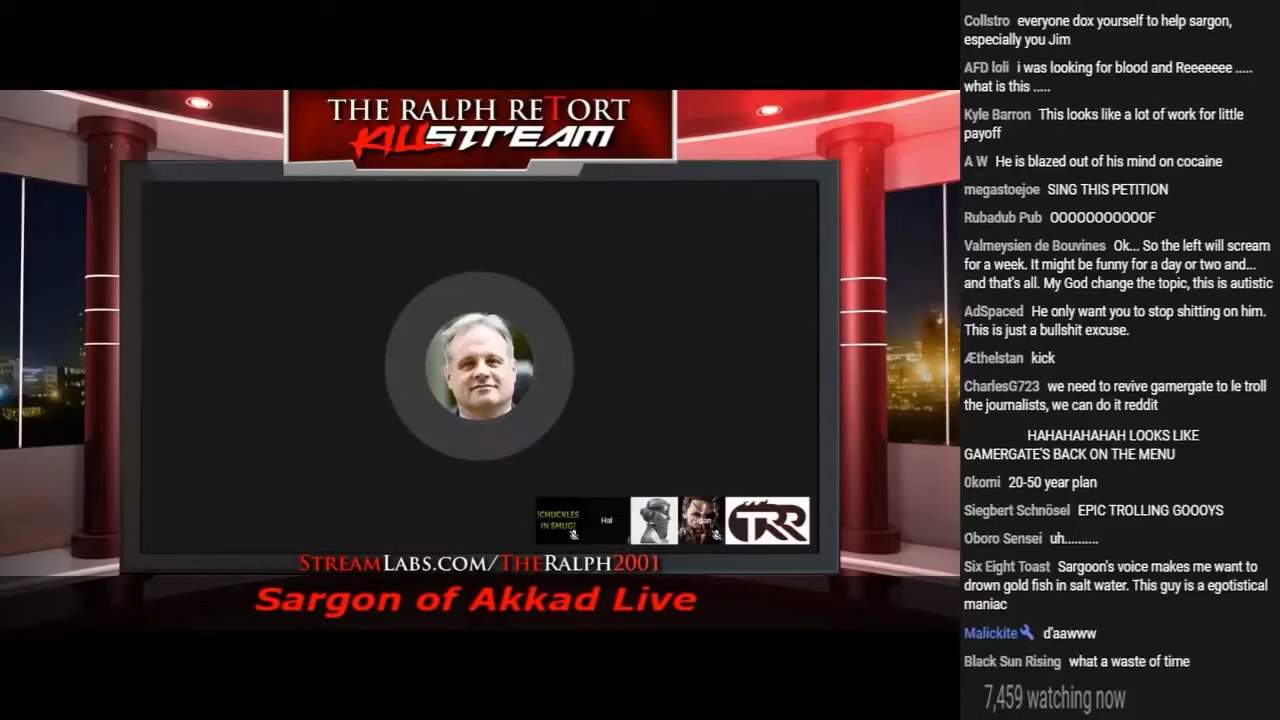 THE RALPH RETORT
KILLSTREAM
[CHUCKLES
IN SMUG]
Hal
TRR
STREAMLABS.COM/THERALPH2001
Sargon of Akkad Live
Collstro everyone dox yourself to help sargon,
especially you Jim
AFD loli i was looking for blood and Reeeeeee .....
what is this .....
Kyle Barron This looks like a lot of work for little
payoff
A W He is blazed out of his mind on cocaine
megastoejoe SING THIS PETITION
Rubadub Pub OOOOOOOOOOOF
Valmeysien de Bouvines Ok... So the left will scream
for a week. It might be funny for a day or two and...
and that's all. My God change the topic, this is autistic
AdSpaced He only want you to stop shitting on him.
This is just a bullshit excuse.
Æthelstan kick
CharlesG723 we need to revive gamergate to le troll
the journalists, we can do it reddit
HAHAHAHAHAH LOOKS LIKE
GAMERGATE'S BACK ON THE MENU
0komi 20-50 year plan
Siegbert Schnösel EPIC TROLLING GOOOYS
Oboro Sensei uh..........
Six Eight Toast Sargoon's voice makes me want to
drown gold fish in salt water. This guy is a egotistical
maniac
Malickite d'aawww
Black Sun Rising what a waste of time
7,459 watching now